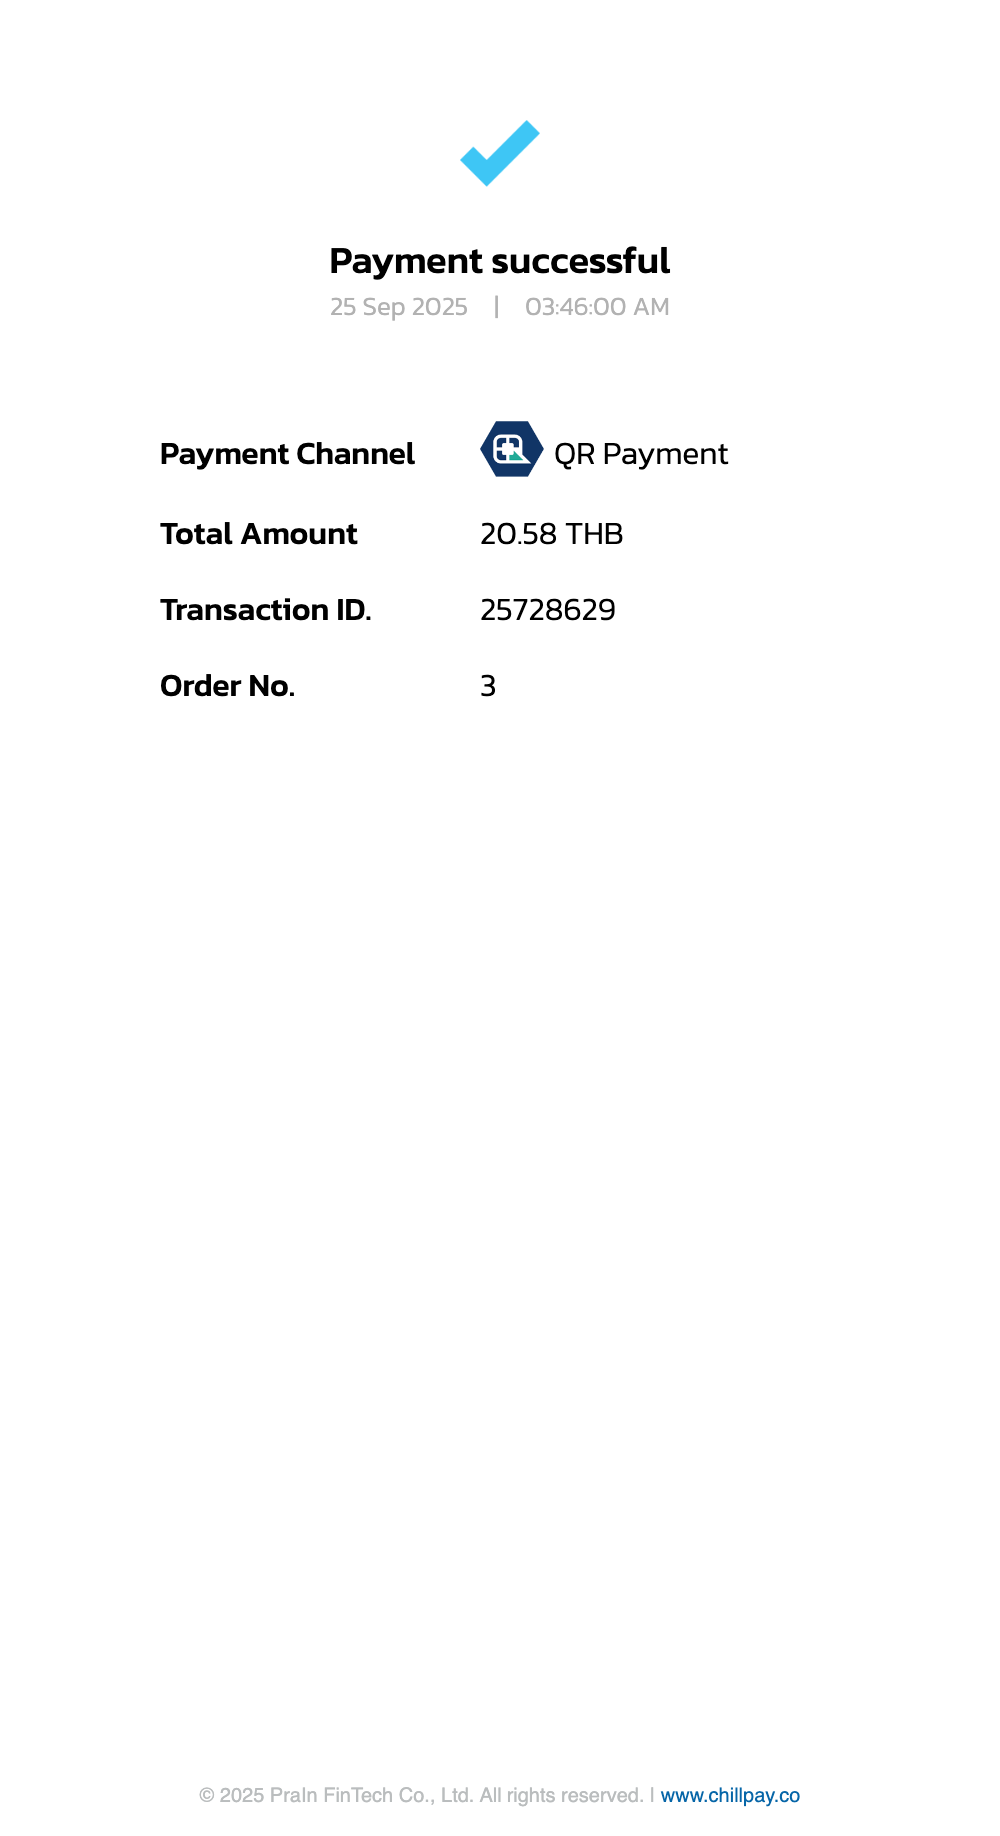 Payment successful
25 Sep 2025 | 03:46:00 AM
Payment Channel QR Payment
Total Amount 20.58 THB
Transaction ID. 25728629
Order No. 3
© 2025 PraIn FinTech Co., Ltd. All rights reserved. | www.chillpay.co